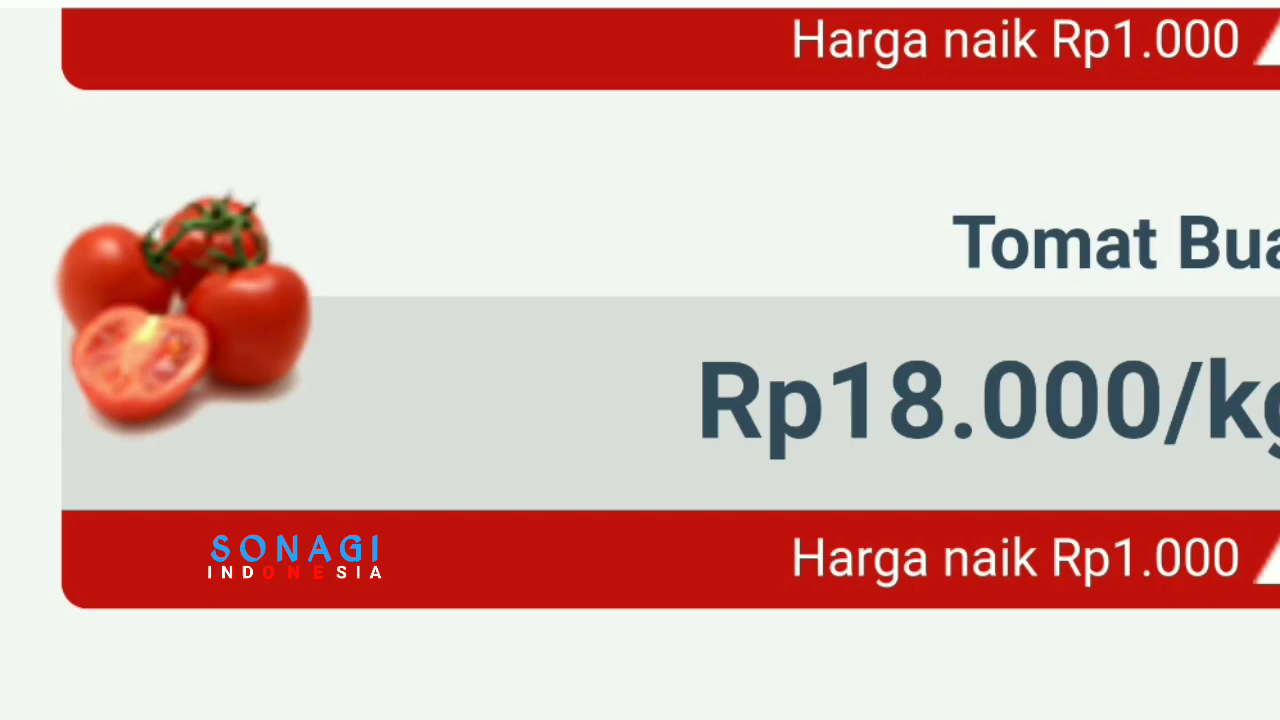 Harga naik Rp1.000
Tomat Bua
Rp18.000/kg
SONAGI
INDONESIA
Harga naik Rp1.000